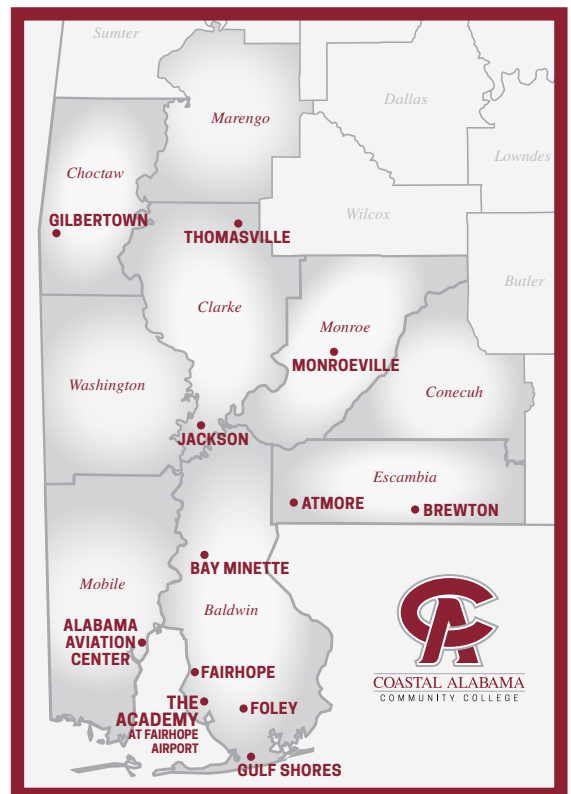 Sumter
Marengo
Dallas
Lowndes
Choctaw
GILBERTOWN
Wilcox
THOMASVILLE
Butler
Clarke
Monroe
MONROEVILLE
Washington
Conecuh
JACKSON
Escambia
ATMORE
BREWTON
BAY MINETTE
Mobile
Baldwin
ALABAMA
AVIATION
CENTER
FAIRHOPE
THE
ACADEMY
AT FAIRHOPE
AIRPORT
FOLEY
GULF SHORES
CA
COASTAL ALABAMA
COMMUNITY COLLEGE